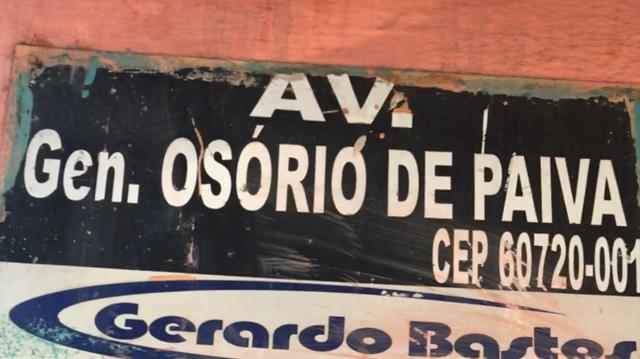 AV.
Gen. OSÓRIO DE PAIVA
CEP 60720-001
Gerardo Bastos